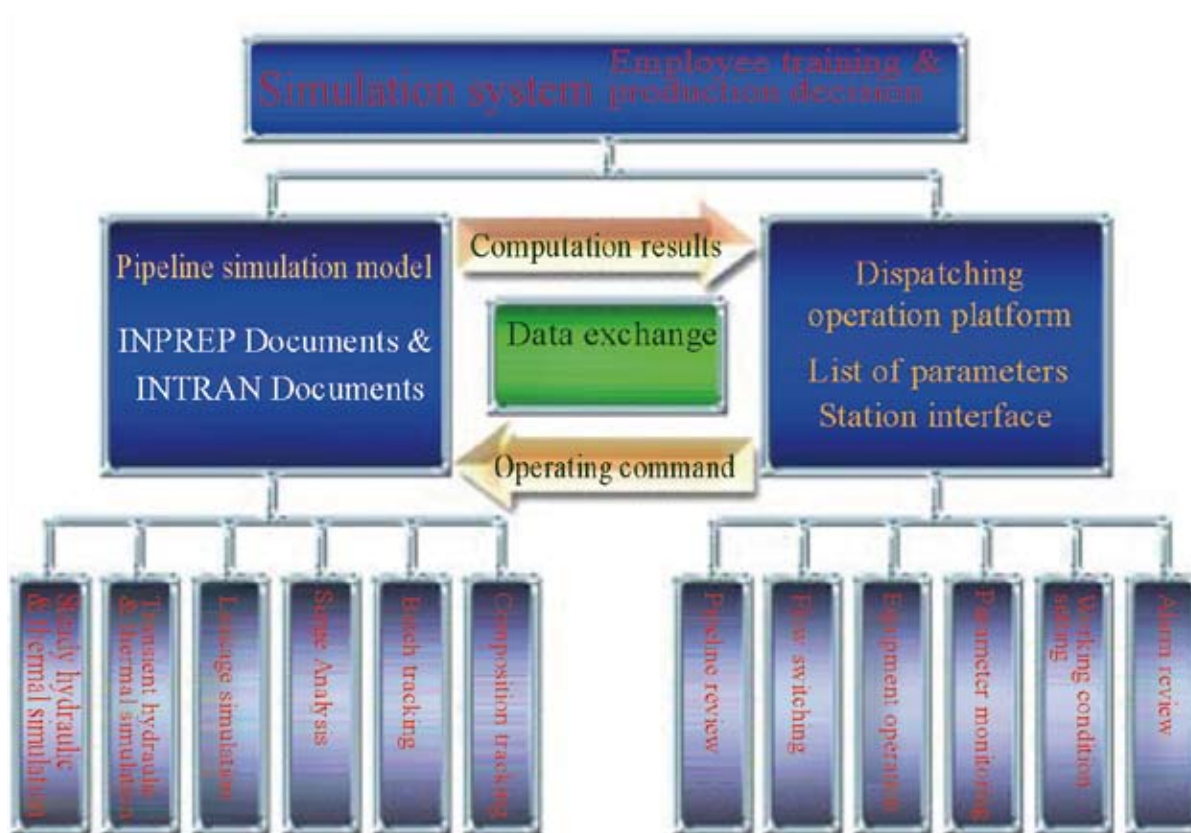 Simulation system
Employee training &
production decision
Pipeline simulation model
INPREP Documents &
INTRAN Documents
Computation results
Data exchange
Operating command
Dispatching
operation platform
List of parameters
Station interface
Steady hydraulic
& thermal simulation
Transient hydraulic
& thermal simulation
Leakage simulation
Surge Analysis
Batch tracking
Composition tracking
Pipeline review
Flow switching
Equipment operation
Parameter monitoring
Working condition
setting
Alarm review